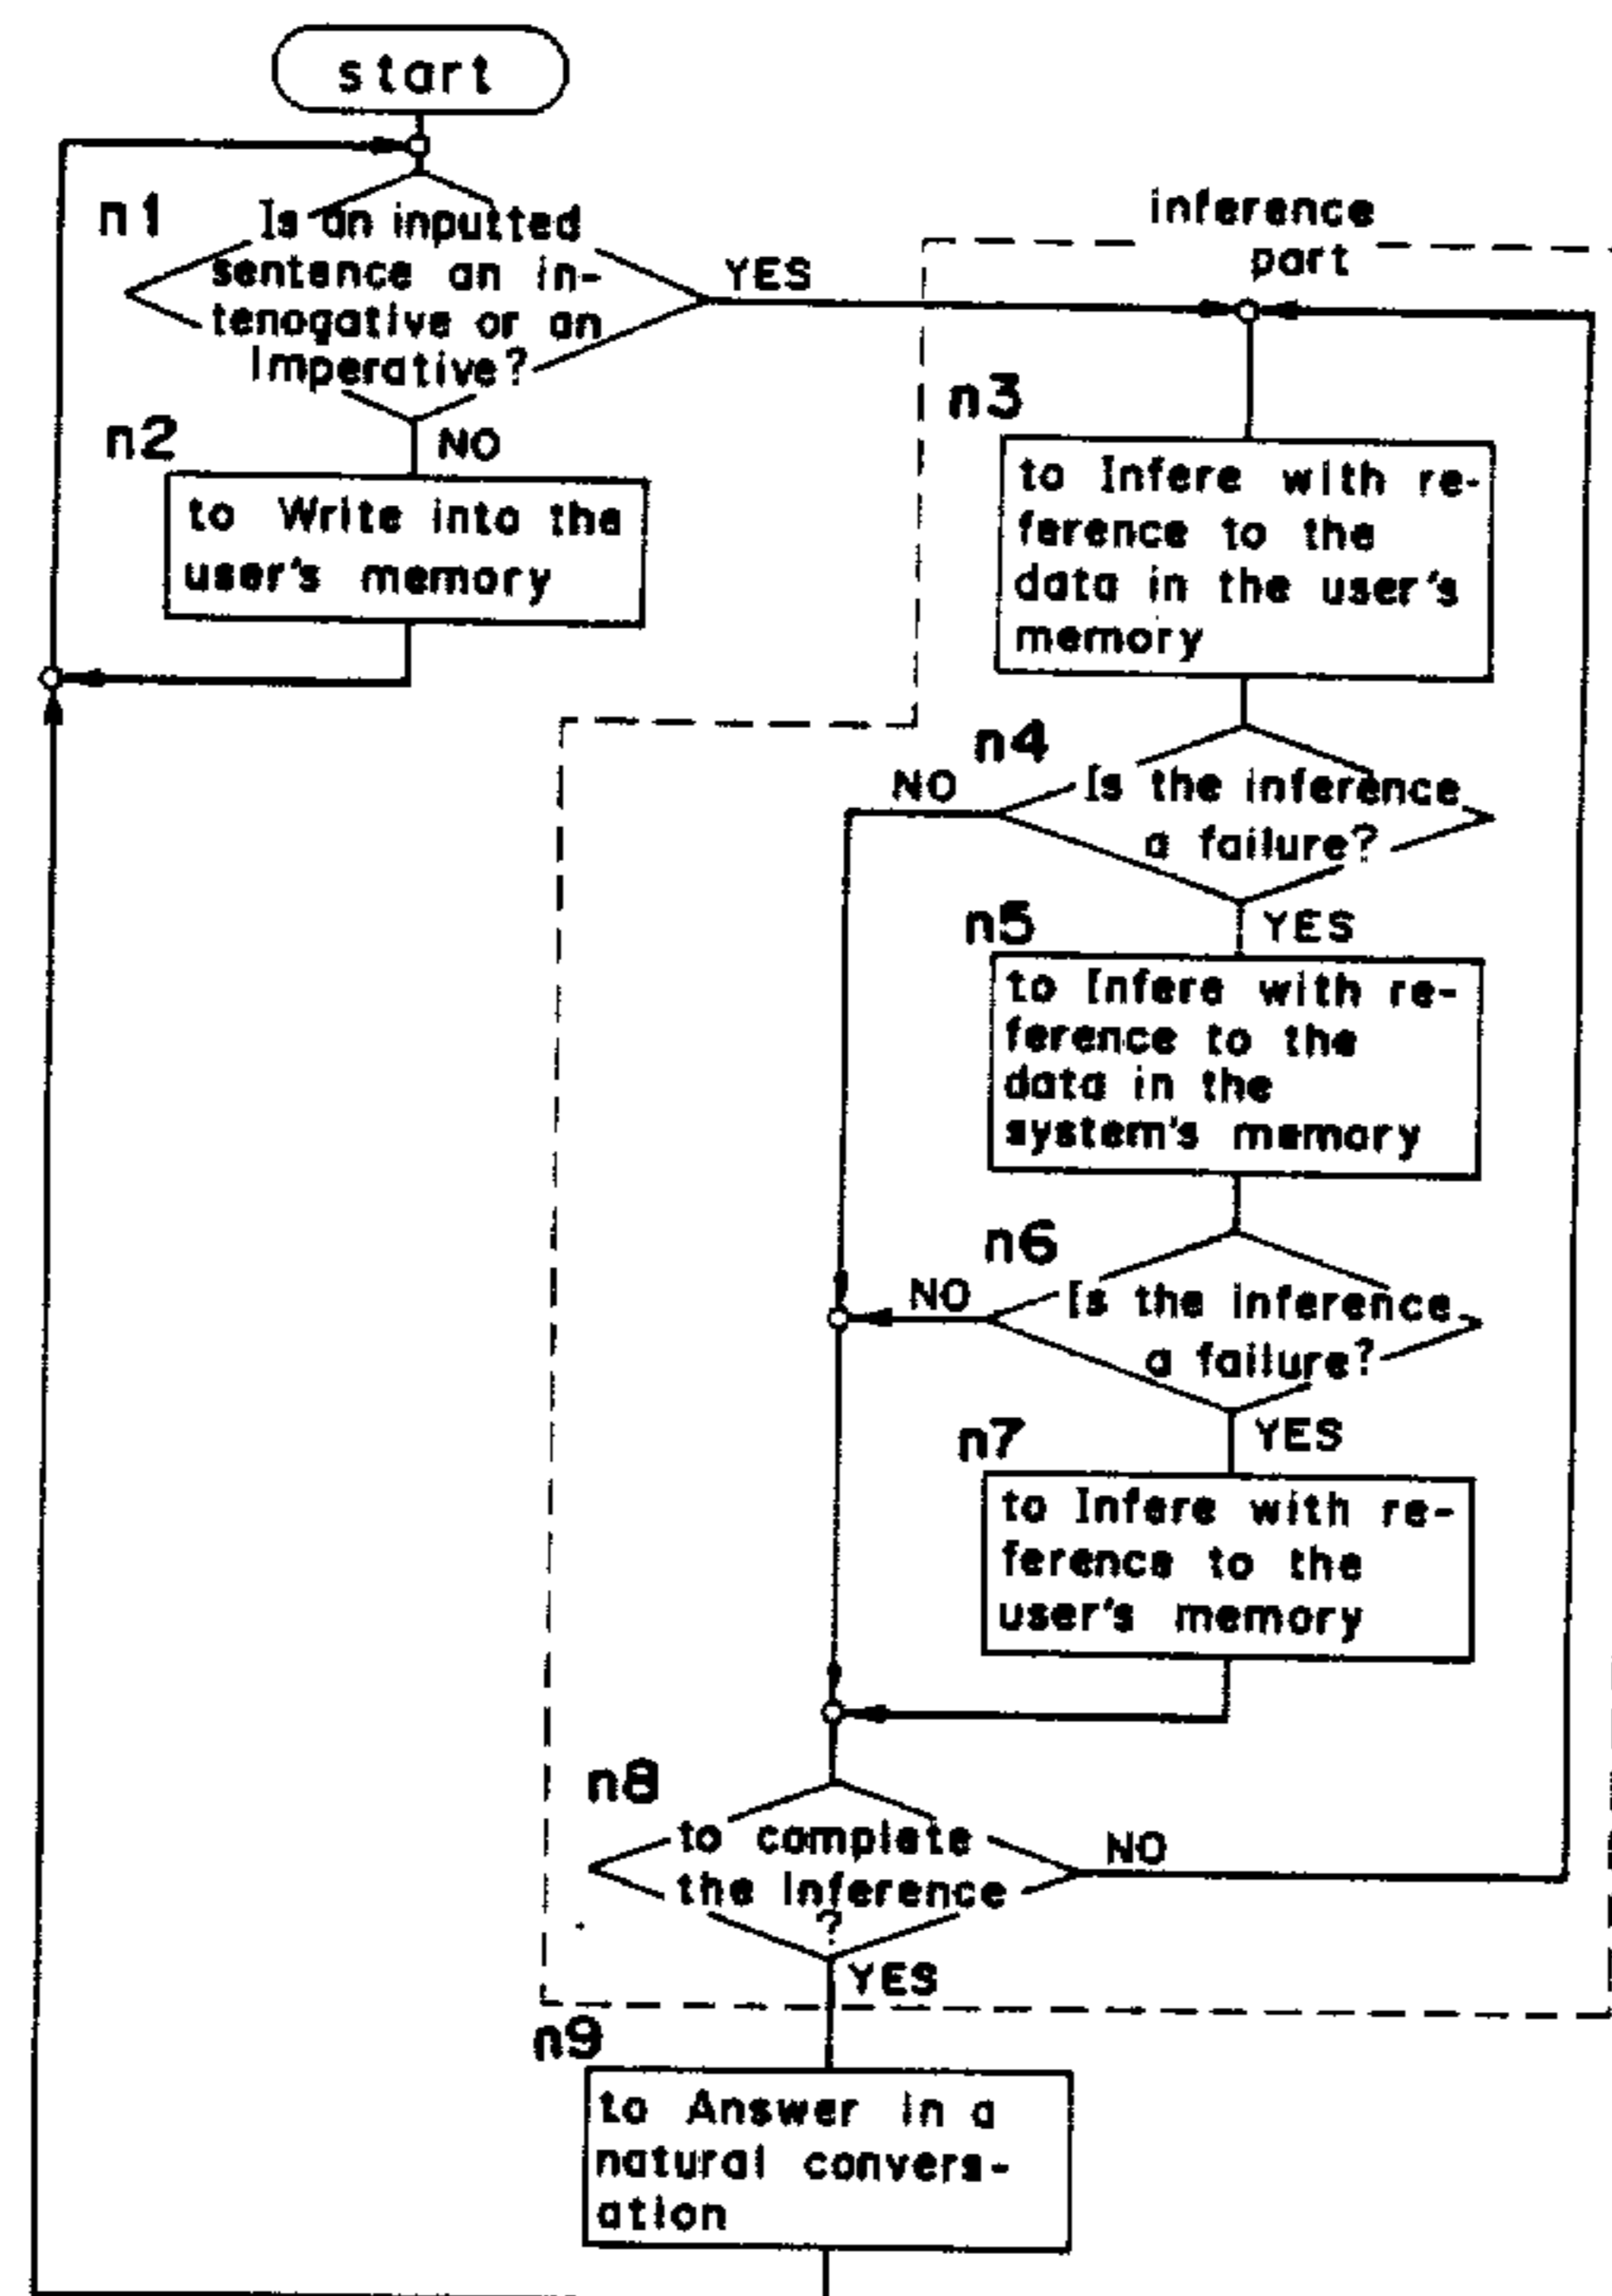 start
n1
Is an inputted
sentence an in-
tenogative or an
Imperative?
YES
NO
n2
to Write into the
user's memory
inference
part
n3
to Infere with re-
ference to the
data in the user's
memory
n4
Is the inference
a failure?
NO
YES
n5
to Infere with re-
ference to the
data in the
system's memory
n6
Is the inference
a failure?
NO
YES
n7
to Infere with re-
ference to the
user's memory
n8
to complete
the Inference
?
NO
YES
n9
to Answer in a
natural convers-
ation